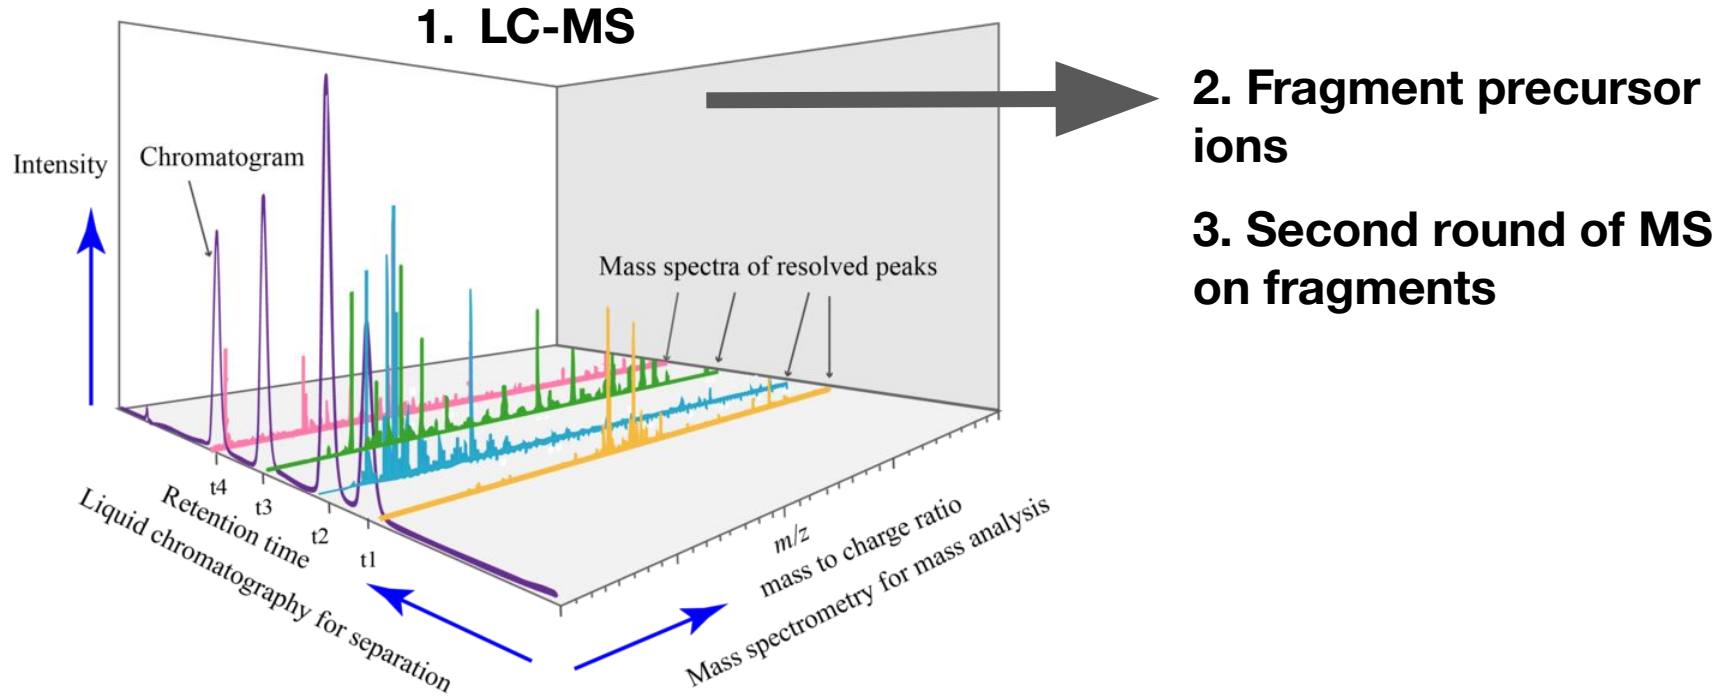 1. LC-MS
2. Fragment precursor
ions
3. Second round of MS
on fragments
Intensity
Chromatogram
Mass spectra of resolved peaks
t4
t3
t2
t1
Retention time
Liquid chromatography for separation
m/z
mass to charge ratio
Mass spectrometry for mass analysis